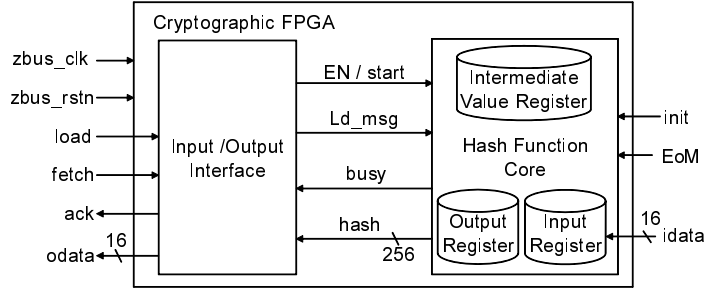 Cryptographic FPGA
zbus_clk
zbus_rstn
load
fetch
ack
odata
16
Input /Output
Interface
EN / start
Ld_msg
busy
hash
256
Intermediate
Value Register
Hash Function
Core
Output
Register
Input
Register
init
EoM
16
idata